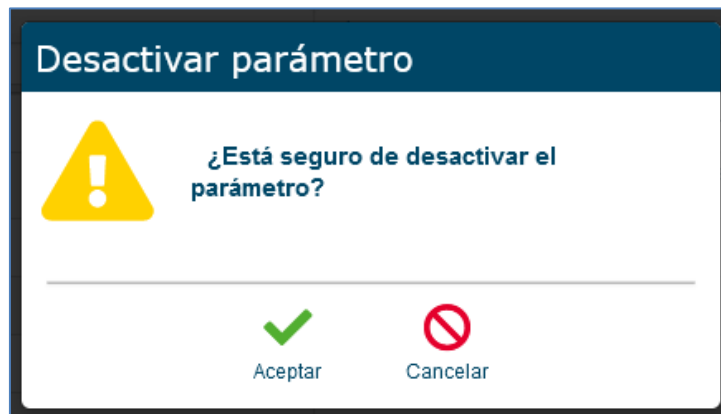 Desactivar parámetro
¿Está seguro de desactivar el
parámetro?
Aceptar
Cancelar